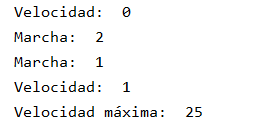 Velocidad:  0
Marcha:  2
Marcha:  1
Velocidad:  1
Velocidad máxima:  25